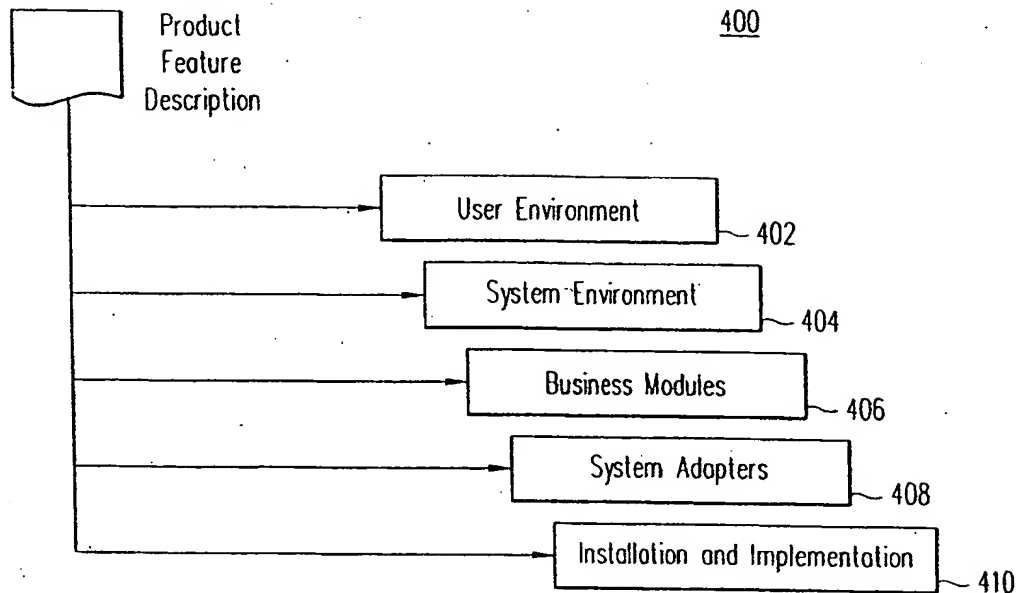 Product
Feature
Description
400
User Environment
402
System Environment
404
Business Modules
406
System Adopters
408
Installation and Implementation
410